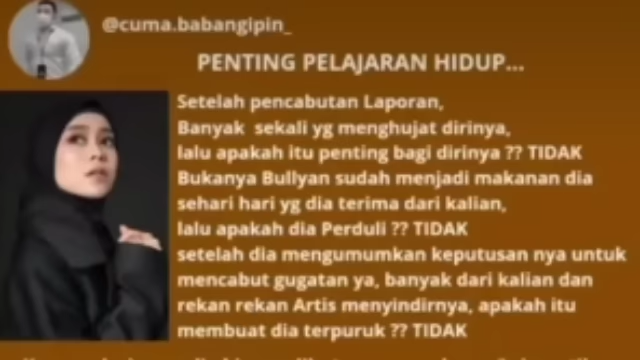 @cuma.babangipin_
PENTING PELAJARAN HIDUP...
Setelah pencabutan Laporan,
Banyak sekali yg menghujat dirinya,
lalu apakah itu penting bagi dirinya ?? TIDAK
Bukanya Bullyan sudah menjadi makanan dia
sehari hari yg dia terima dari kalian,
lalu apakah dia Perduli ?? TIDAK
setelah dia mengumumkan keputusan nya untuk
mencabut gugatan ya, banyak dari kalian dan
rekan rekan Artis menyindirnya, apakah itu
membuat dia terpuruk ?? TIDAK